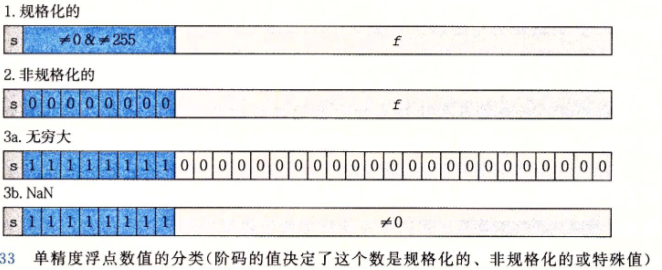 1.规格化的
s ≠0&≠255 f
2.非规格化的
s 0 0 0 0 0 0 0 0 f
3a.无穷大
s 1 1 1 1 1 1 1 1 0 0 0 0 0 0 0 0 0 0 0 0 0 0 0 0 0 0 0 0 0 0 0
3b.NaN
s 1 1 1 1 1 1 1 1 ≠0
33 单精度浮点数值的分类(阶码的值决定了这个数是规格化的、非规格化的或特殊值)